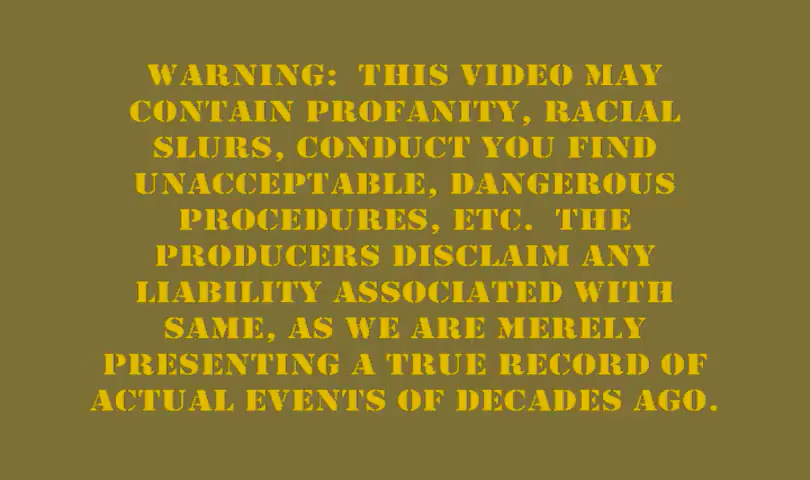 WARNING: THIS VIDEO MAY
CONTAIN PROFANITY, RACIAL
SLURS, CONDUCT YOU FIND
UNACCEPTABLE, DANGEROUS
PROCEDURES, ETC. THE
PRODUCERS DISCLAIM ANY
LIABILITY ASSOCIATED WITH
SAME, AS WE ARE MERELY
PRESENTING A TRUE RECORD OF
ACTUAL EVENTS OF DECADES AGO.